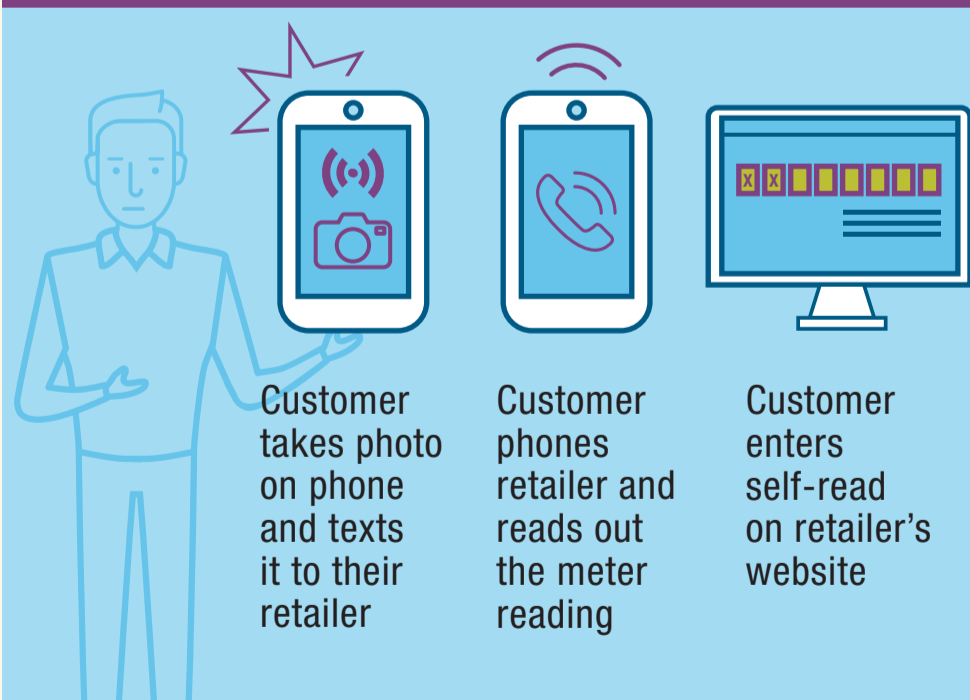 X X
Customer
takes photo
on phone
and texts
it to their
retailer
Customer
phones
retailer and
reads out
the meter
reading
Customer
enters
self-read
on retailer’s
website